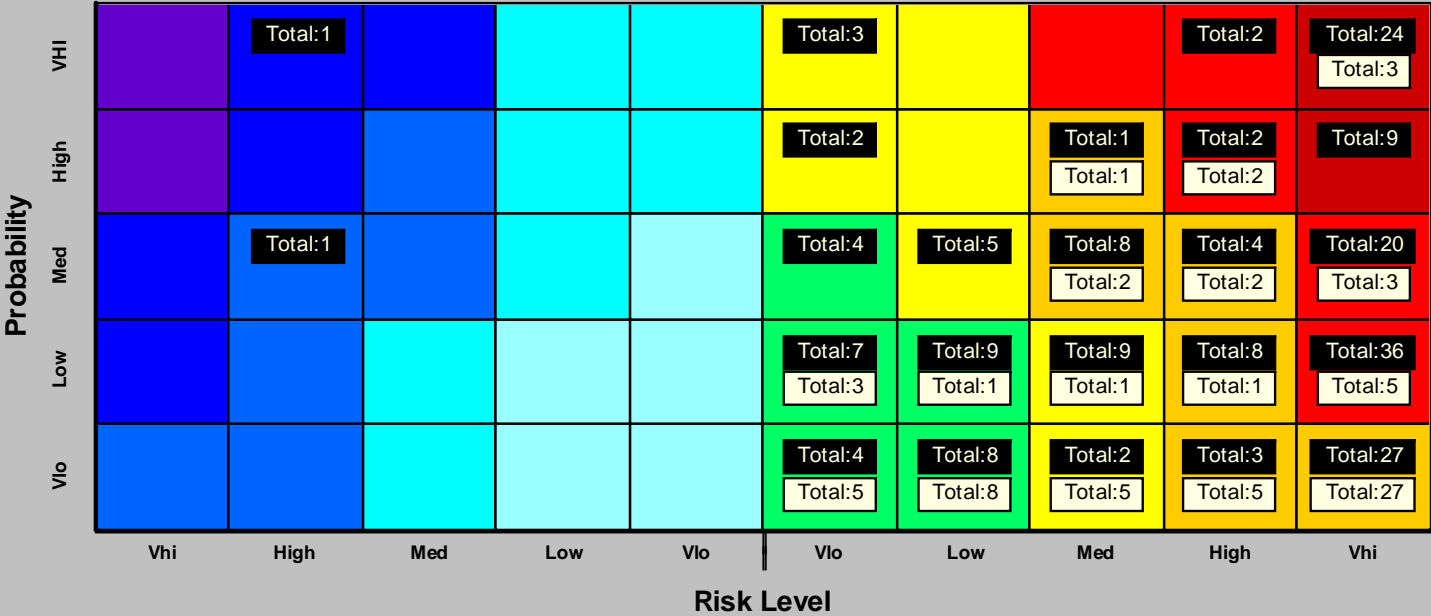 Probability
VHI
Total:1
Total:3
Total:2
Total:24
Total:3
High
Total:2
Total:1
Total:2
Total:9
Total:1
Total:2
Med
Total:1
Total:4
Total:5
Total:8
Total:4
Total:20
Total:2
Total:2
Total:3
Low
Total:7
Total:9
Total:9
Total:8
Total:36
Total:3
Total:1
Total:1
Total:1
Total:5
Vlo
Total:4
Total:8
Total:2
Total:3
Total:27
Total:5
Total:8
Total:5
Total:5
Total:27
Vhi High Med Low Vlo Vlo Low Med High Vhi
Risk Level